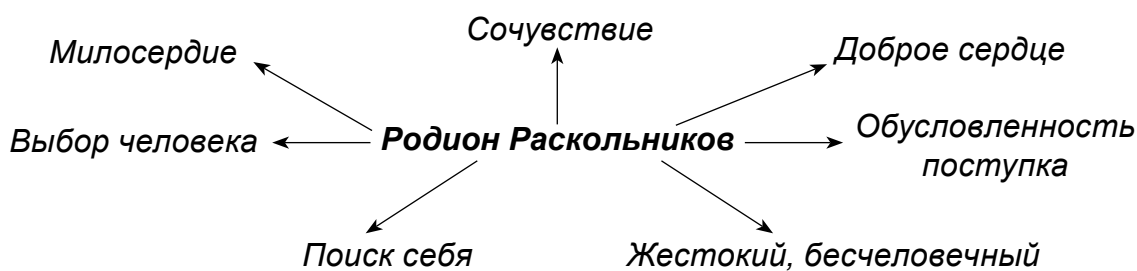 Сочувствие
Милосердие
Доброе сердце
Выбор человека
Родион Раскольников
Обусловленность
поступка
Поиск себя
Жестокий, бесчеловечный